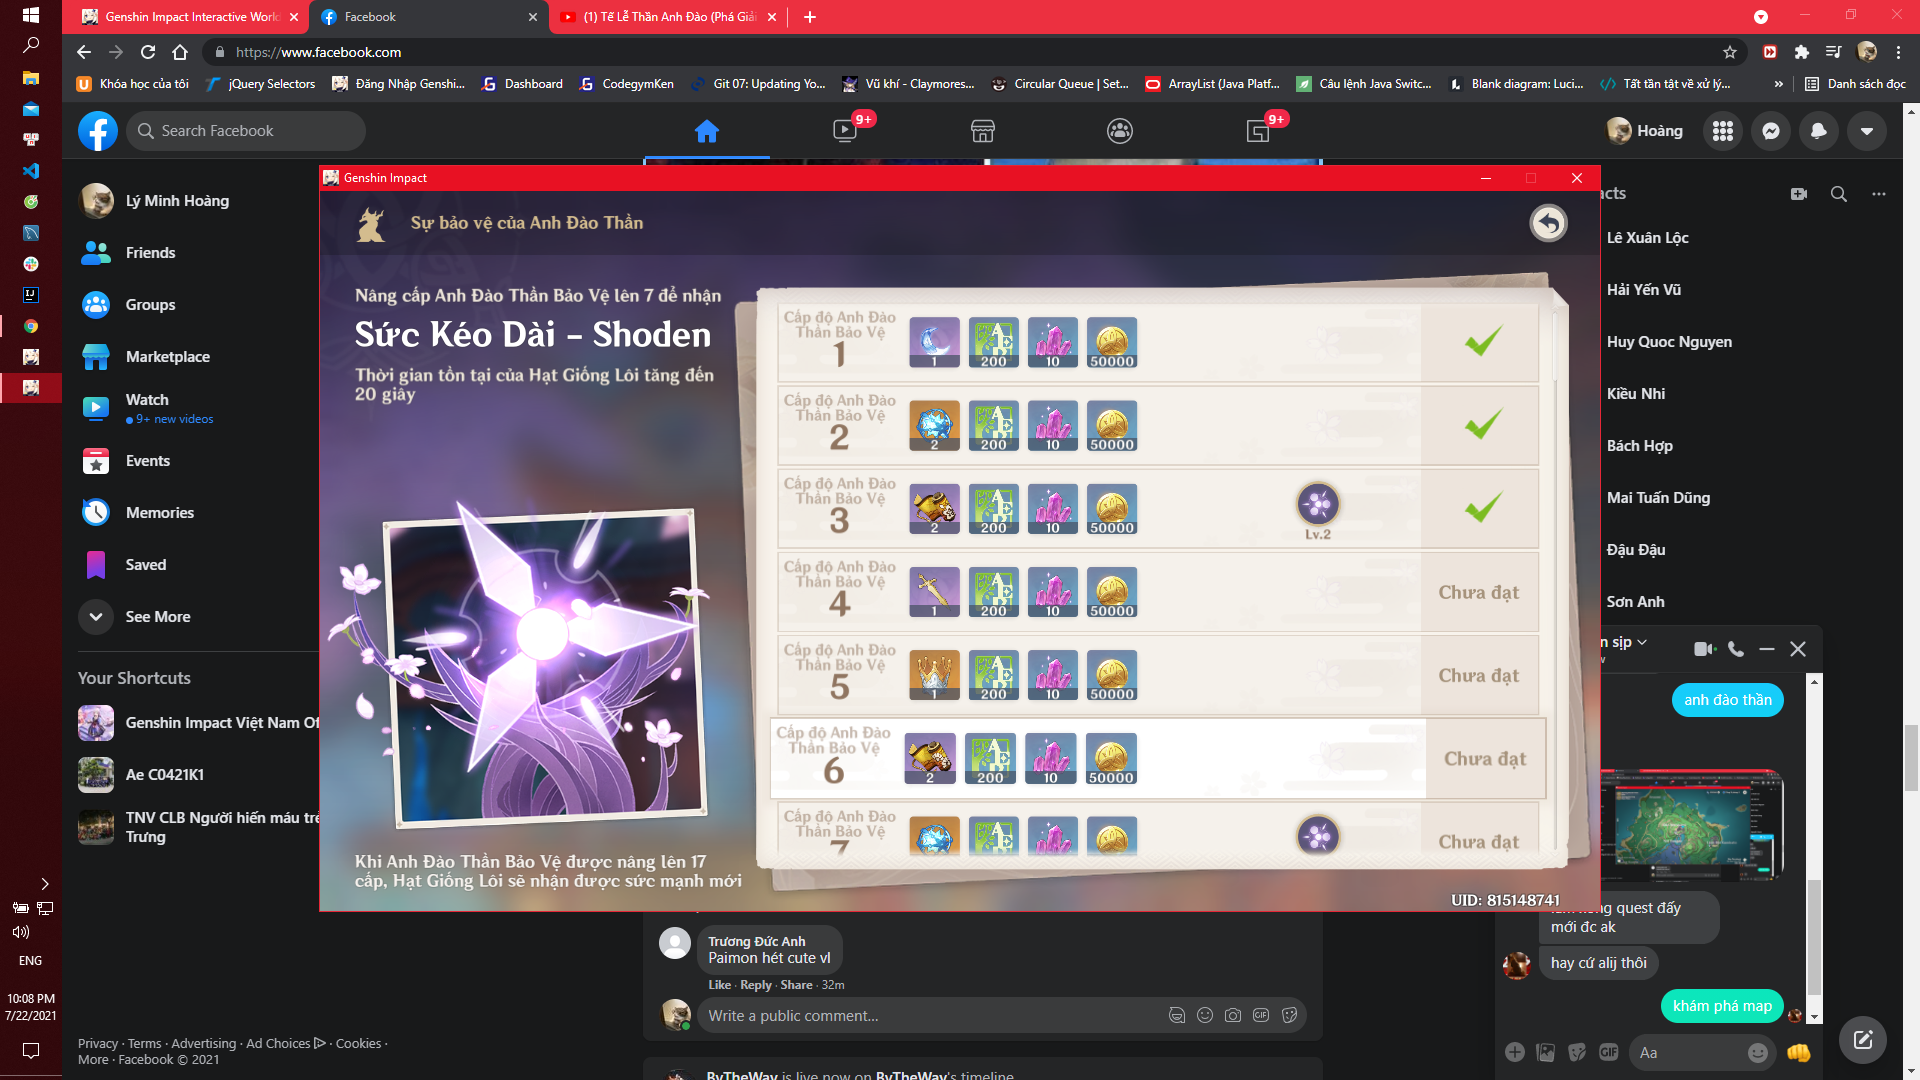 Genshin Impact Interactive World
Facebook
(1) Tế Lễ Thần Anh Đào (Phá Giải
https://www.facebook.com
Khóa học của tôi
jQuery Selectors
Đăng Nhập Genshi...
Dashboard
CodegymKen
Git 07: Updating Yo...
Vũ khí - Claymores...
Circular Queue | Set...
ArrayList (Java Platf...
Câu lệnh Java Switc...
Blank diagram: Luci...
Tất tần tật về xử lý...
»
Danh sách đọc
Search Facebook
9+
9+
Hoàng
Lý Minh Hoàng
Friends
Groups
Marketplace
Watch
9+ new videos
Events
Memories
Saved
See More
Your Shortcuts
Genshin Impact Việt Nam Of
Ae C0421K1
TNV CLB Người hiến máu trẻ
Trưng
Privacy · Terms · Advertising · Ad Choices · Cookies ·
More · Facebook © 2021
ENG
10:08 PM
7/22/2021
Genshin Impact
Sự bảo vệ của Anh Đào Thần
Nâng cấp Anh Đào Thần Bảo Vệ lên 7 để nhận
Sức Kéo Dài - Shoden
Thời gian tồn tại của Hạt Giống Lôi tăng đến
20 giây
Khi Anh Đào Thần Bảo Vệ được nâng lên 17
cấp, Hạt Giống Lôi sẽ nhận được sức mạnh mới
Cấp độ Anh Đào
Thần Bảo Vệ
1
1 200 10 50000
Cấp độ Anh Đào
Thần Bảo Vệ
2
2 200 10 50000
Cấp độ Anh Đào
Thần Bảo Vệ
3
2 200 10 50000
Lv.2
Cấp độ Anh Đào
Thần Bảo Vệ
4
1 200 10 50000
Chưa đạt
Cấp độ Anh Đào
Thần Bảo Vệ
5
1 200 10 50000
Chưa đạt
Cấp độ Anh Đào
Thần Bảo Vệ
6
2 200 10 50000
Chưa đạt
Cấp độ Anh Đào
Thần Bảo Vệ
7
Chưa đạt
UID: 815148741
Trương Đức Anh
Paimon hét cute vl
Like · Reply · Share · 32m
Write a public comment...
GIF
ByTheWay is live now on ByTheWay's timeline
acts
Lê Xuân Lộc
Hải Yến Vũ
Huy Quoc Nguyen
Kiều Nhi
Bách Hợp
Mai Tuấn Dũng
Đậu Đậu
Sơn Anh
n sịp
anh đào thần
quest đấy
mới đc ak
hay cứ alij thôi
khám phá map
GIF
Aa